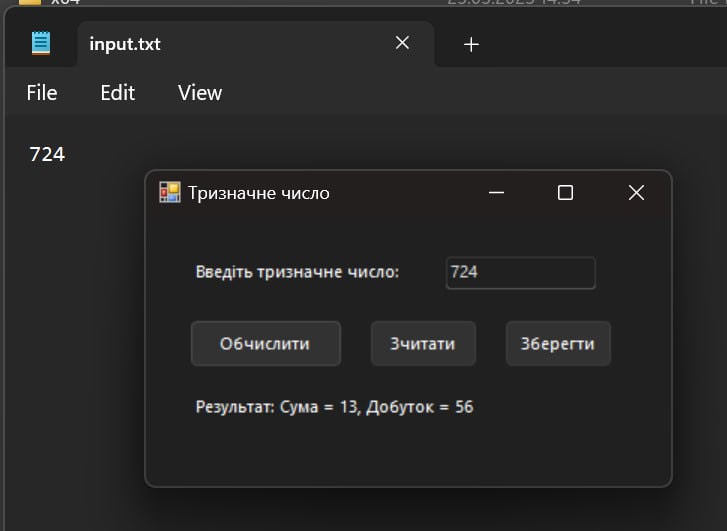 input.txt
File Edit View
724
Тризначне число
Введіть тризначне число: 724
Обчислити Зчитати Зберегти
Результат: Сума = 13, Добуток = 56